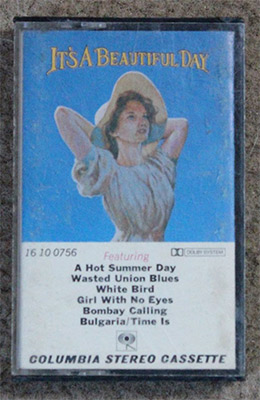 IT'S A BEAUTIFUL DAY
16 10 0756
Featuring
DOLBY SYSTEM
A Hot Summer Day
Wasted Union Blues
White Bird
Girl With No Eyes
Bombay Calling
Bulgaria/Time Is
COLUMBIA STEREO CASSETTE